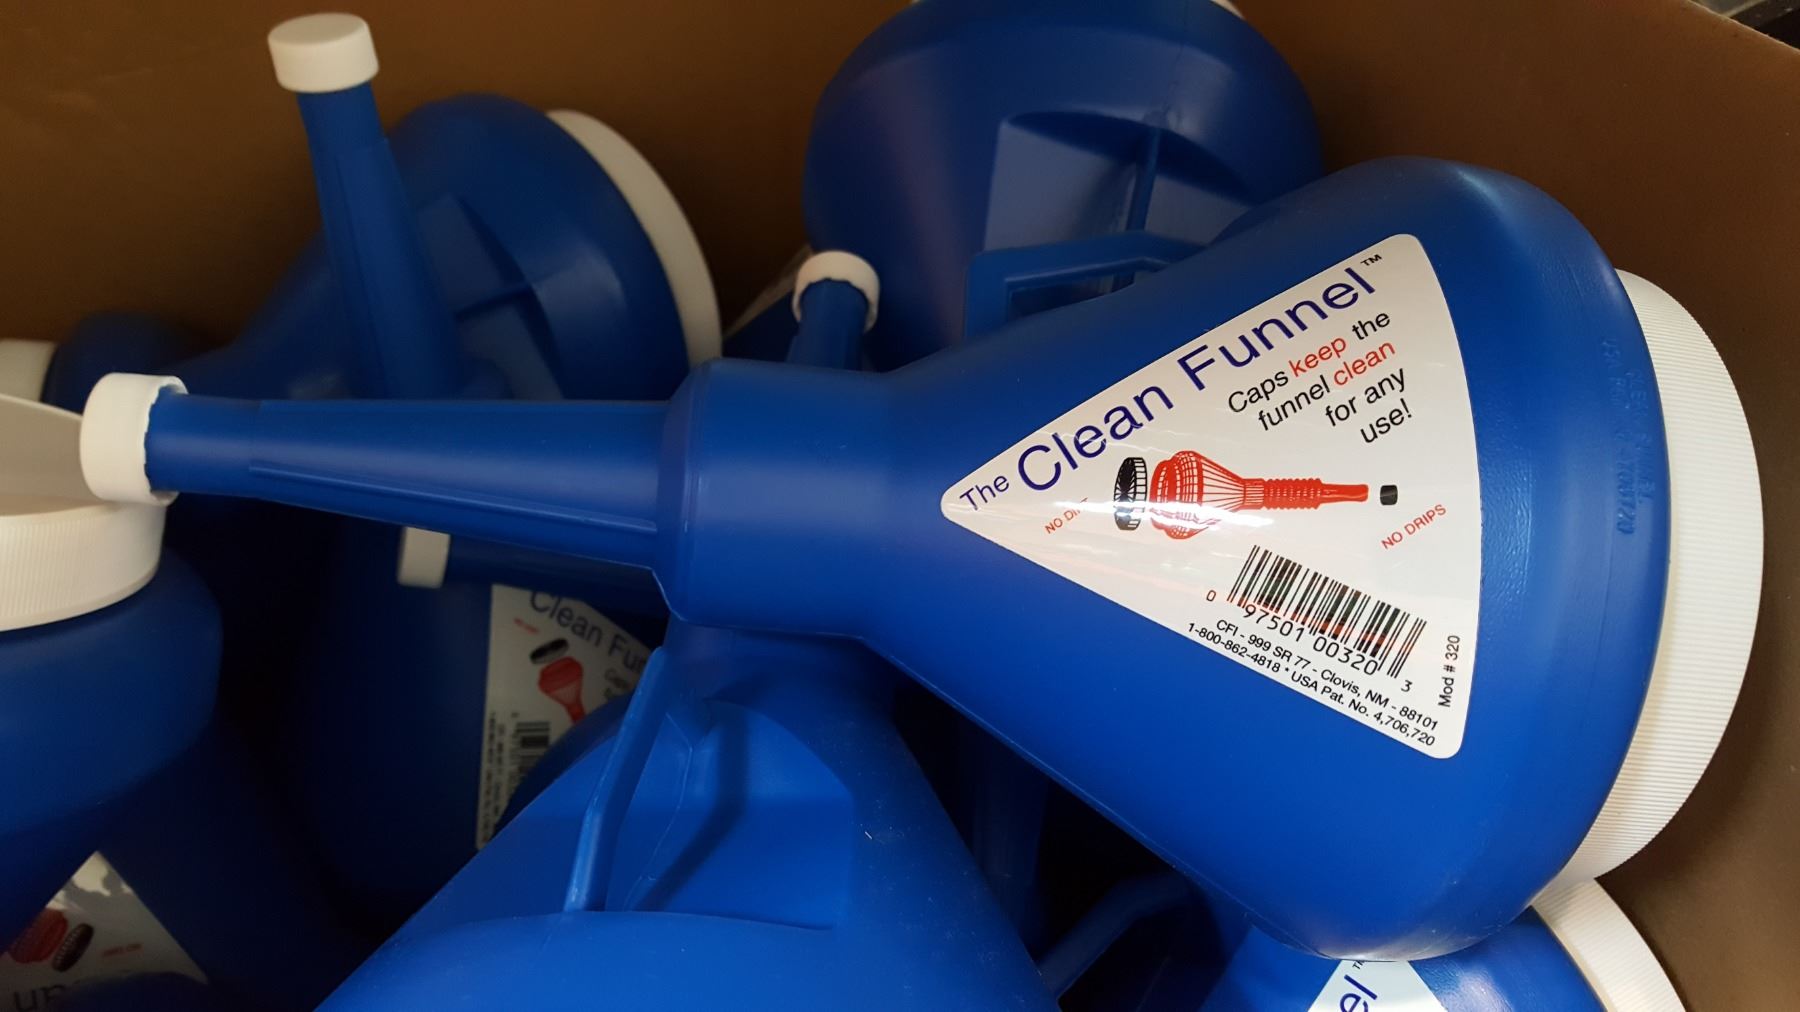 The Clean Funnel™
Caps keep the
funnel clean
for any
use!
NO DRIPS
0 97501 00320 3
CFI - 999 SR 77 - Clovis, NM - 88101
1-800-862-4818 * USA Pat. No. 4,706,720
Mod # 320
Clean Fun
el